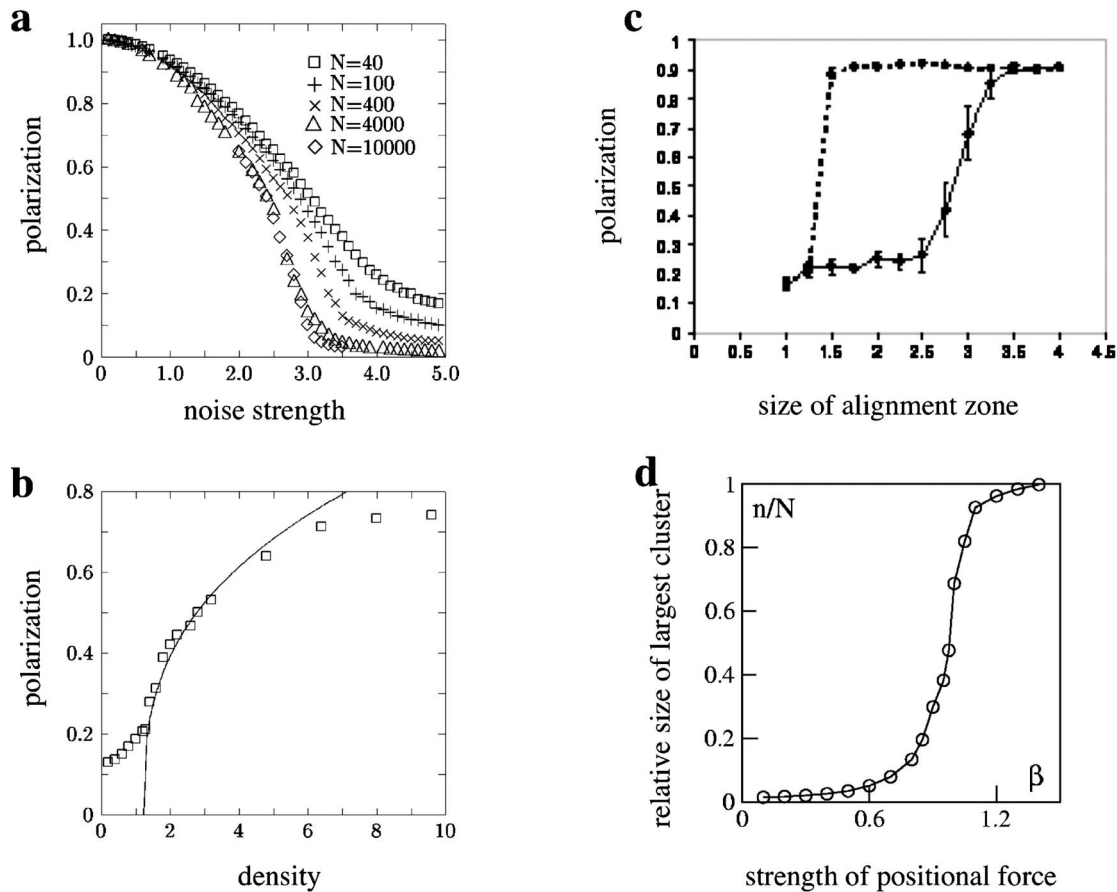 a
1.0
0.8
0.6
0.4
0.2
0
polarization
□ N=40
+ N=100
× N=400
△ N=4000
◇ N=10000
0 1.0 2.0 3.0 4.0 5.0
noise strength
b
0.8
0.6
0.4
0.2
0
polarization
0 2 4 6 8 10
density
c
1
0.9
0.8
0.7
0.6
0.5
0.4
0.3
0.2
0.1
0
polarization
0 0.5 1 1.5 2 2.5 3 3.5 4 4.5
size of alignment zone
d
1
0.8
0.6
0.4
0.2
0
relative size of largest cluster
n/N
β
0 0.6 1.2
strength of positional force